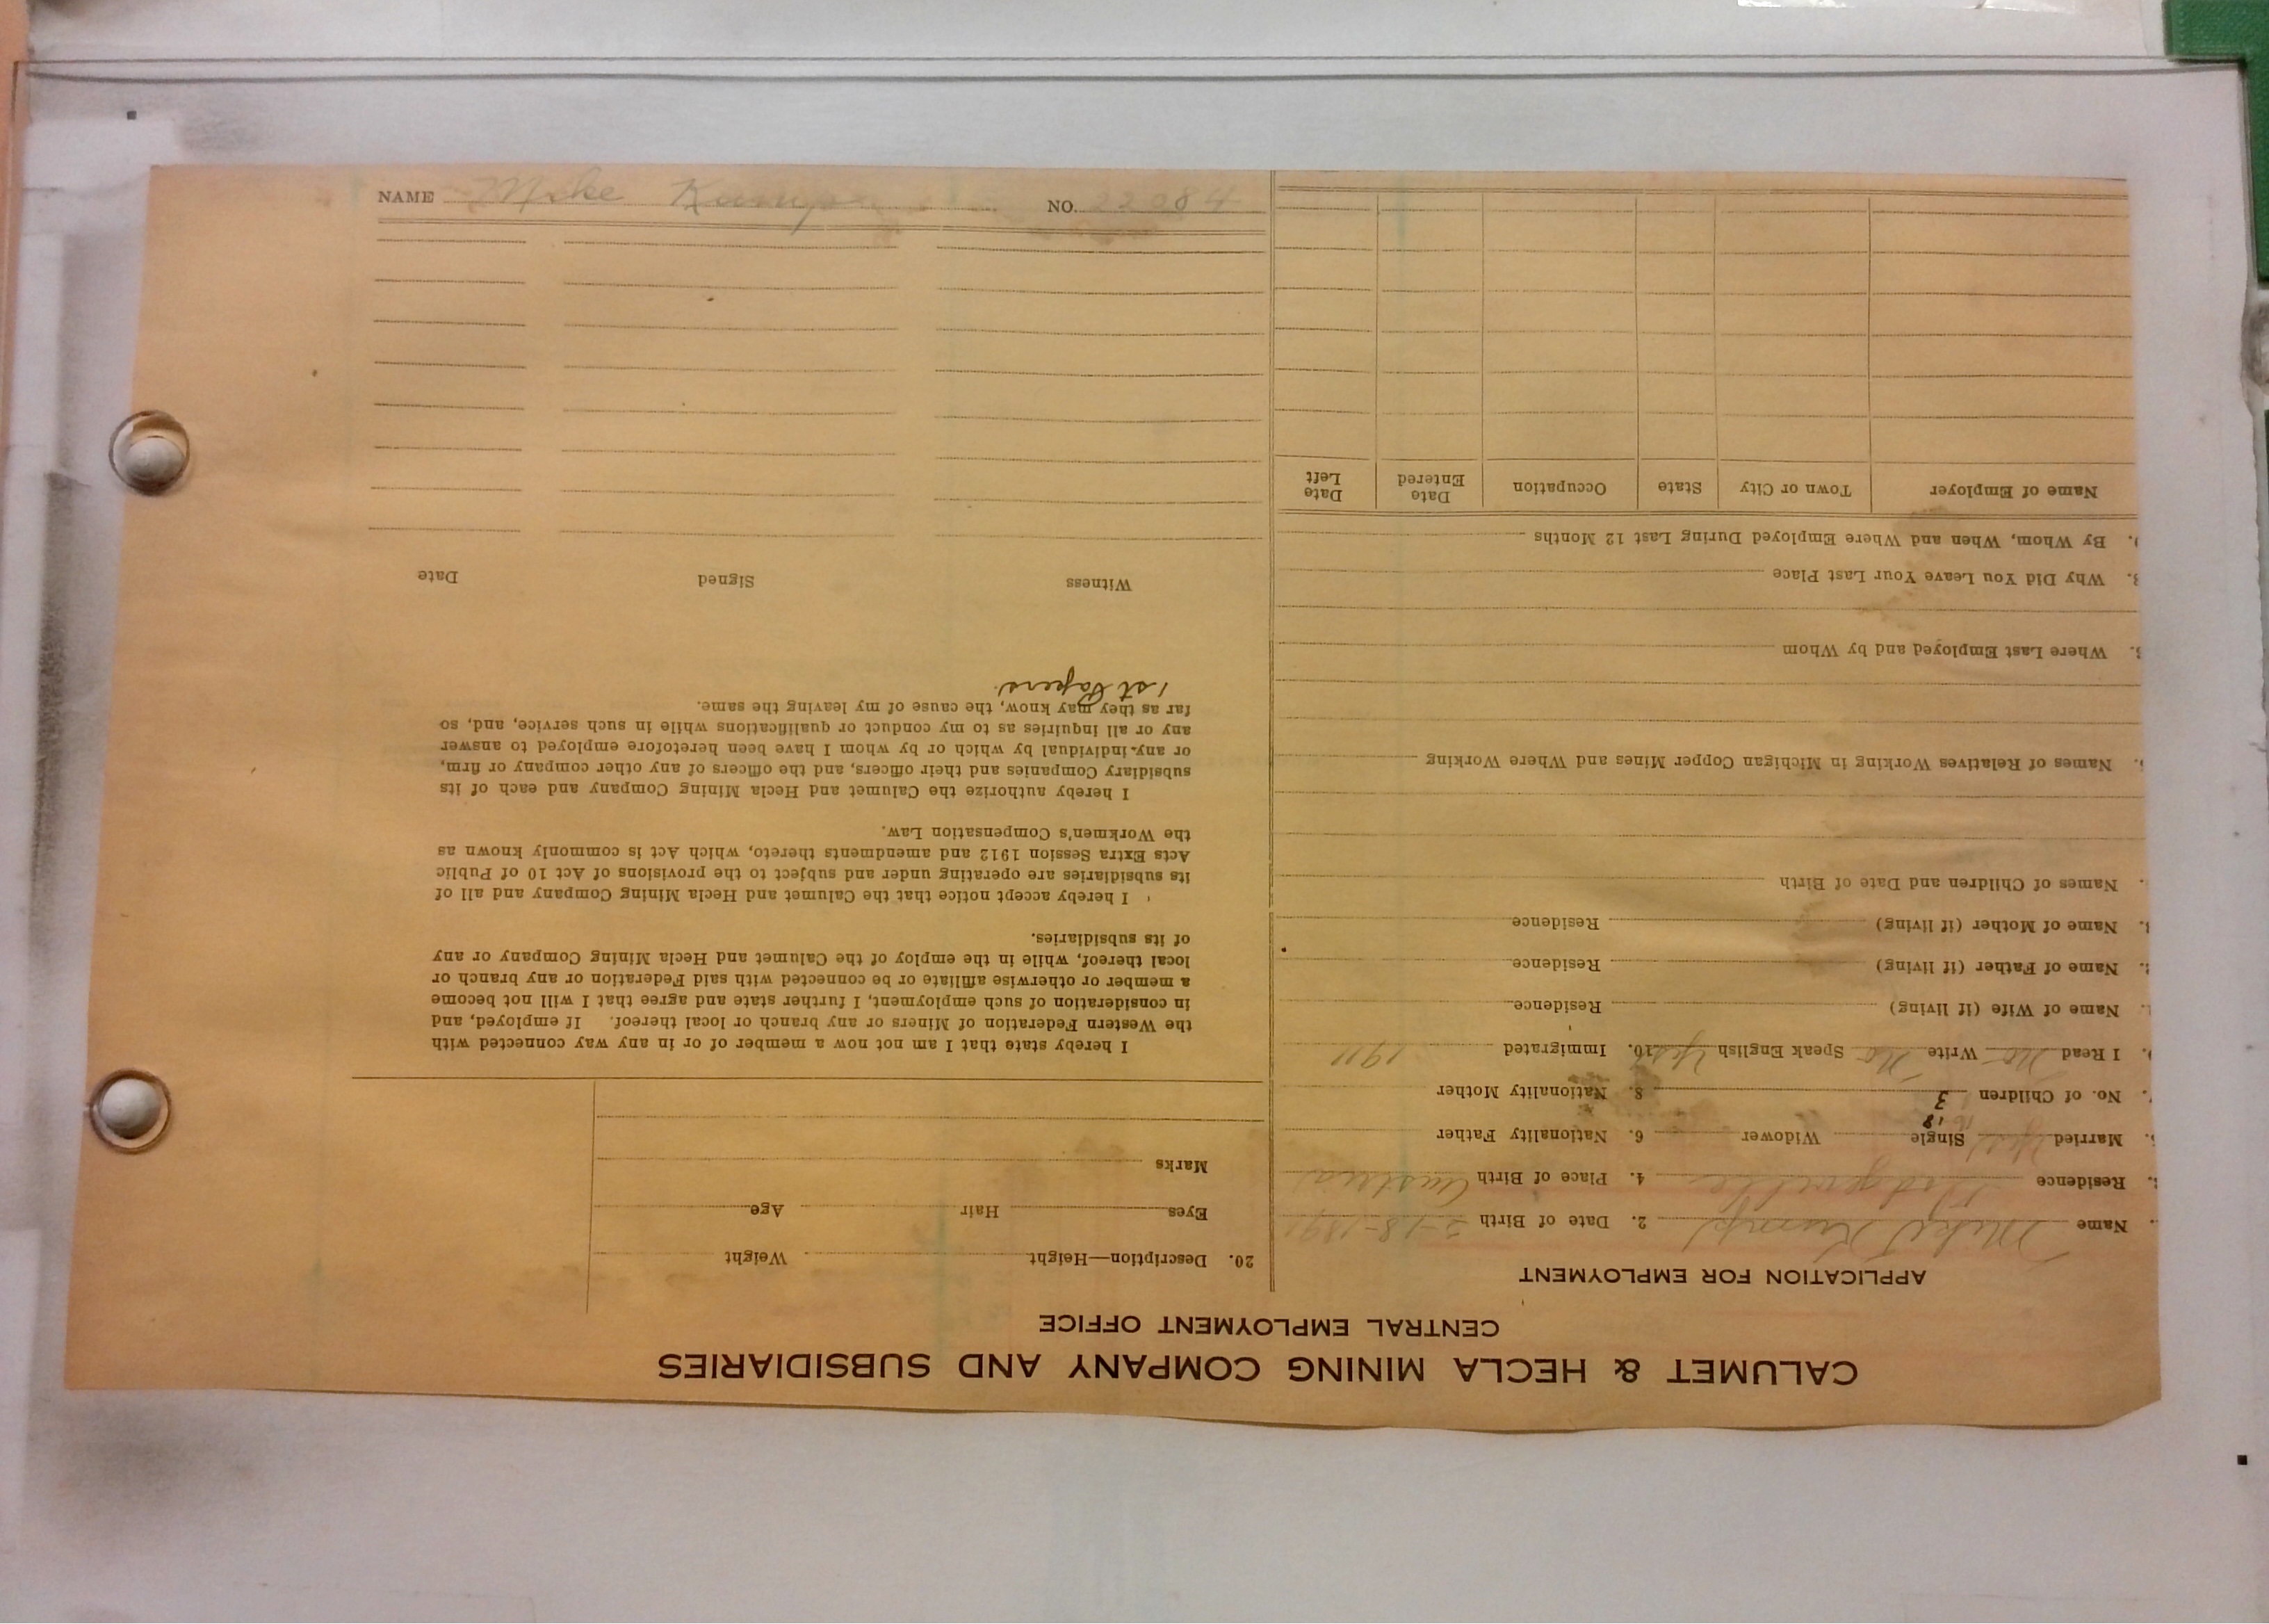 CALUMET & HECLA MINING COMPANY AND SUBSIDIARIES
CENTRAL EMPLOYMENT OFFICE
APPLICATION FOR EMPLOYMENT
Name Mike Kump 2. Date of Birth
Residence 4. Place of Birth Austria
Married Yes Single Widower 6. Nationality Father
18
No. of Children 3 8. Nationality Mother
I Read No Write No Speak English Yes 10. Immigrated 1911
Name of Wife (if living) Residence
Name of Father (if living) Residence
Name of Mother (if living) Residence
Names of Children and Date of Birth
Names of Relatives Working in Michigan Copper Mines and Where Working
Where Last Employed and by Whom
Why Did You Leave Your Last Place
By Whom, When and Where Employed During Last 12 Months
Name of Employer Town or City State Occupation Date Entered Date Left
20. Description—Height Weight
Eyes Hair Age
Marks
I hereby state that I am not now a member of or in any way connected with
the Western Federation of Miners or any branch or local thereof. If employed, and
in consideration of such employment, I further state and agree that I will not become
a member or otherwise affiliate or be connected with said Federation or any branch or
local thereof, while in the employ of the Calumet and Hecla Mining Company or any
of its subsidiaries.
I hereby accept notice that the Calumet and Hecla Mining Company and all of
its subsidiaries are operating under and subject to the provisions of Act 10 of Public
Acts Extra Session 1912 and amendments thereto, which Act is commonly known as
the Workmen's Compensation Law.
I hereby authorize the Calumet and Hecla Mining Company and each of its
subsidiary Companies and their officers, and the officers of any other company or firm,
or any individual by which or by whom I have been heretofore employed to answer
any or all inquiries as to my conduct or qualifications while in such service, and, so
far as they may know, the cause of my leaving the same.
1st Papers.
Witness Signed Date
NAME Mike Kump NO. 22084